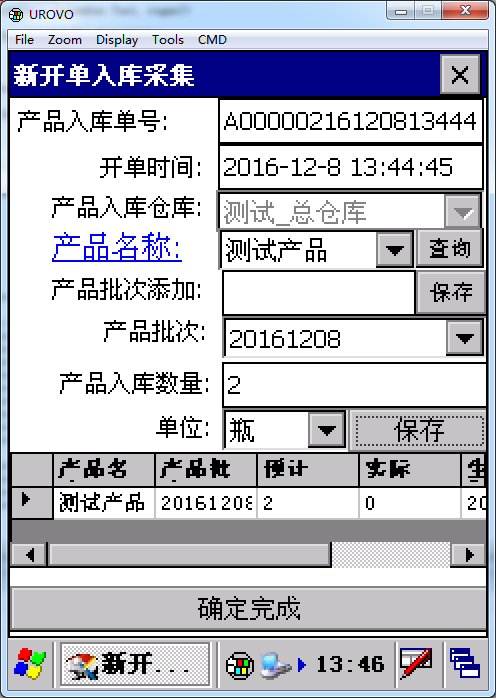 UROVO
File Zoom Display Tools CMD
新开单入库采集
产品入库单号: A00000216120813444
开单时间: 2016-12-8 13:44:45
产品入库仓库: 测试_总仓库
产品名称: 测试产品 查询
产品批次添加: 保存
产品批次: 20161208
产品入库数量: 2
单位: 瓶 保存
产品名 产品批 预计 实际
测试产品 20161208 2 0 20
确定完成
新开... 13:46